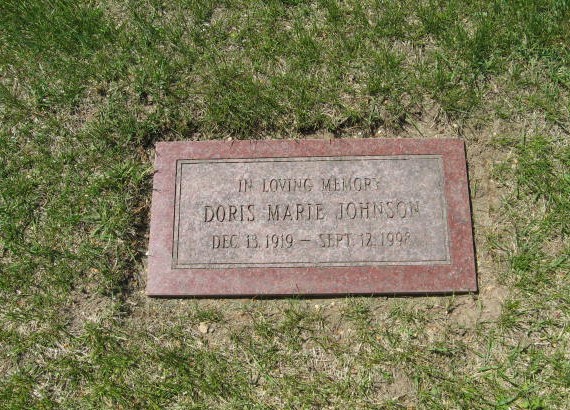 IN LOVING MEMORY
DORIS MARIE JOHNSON
DEC. 13, 1919 — SEPT. 12, 1998